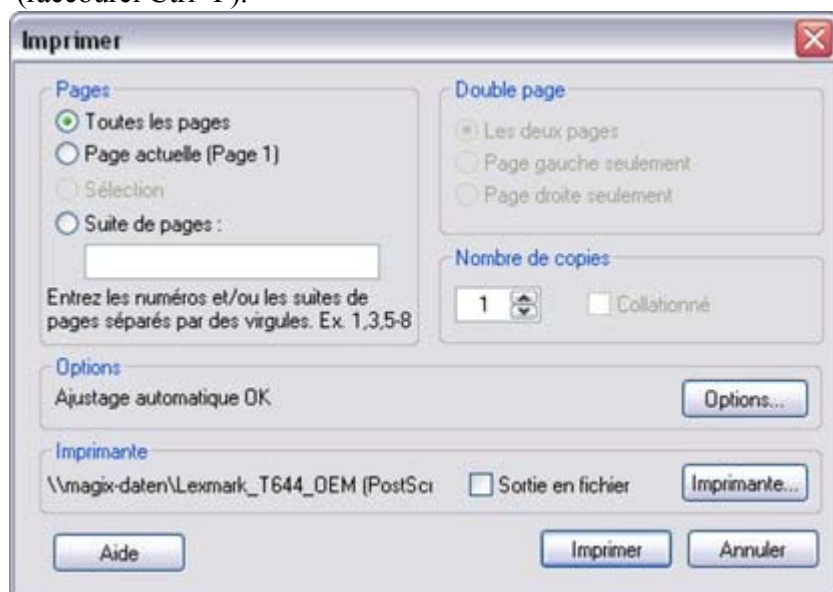 (raccourci Ctrl+P).
Imprimer
Pages
Toutes les pages
Page actuelle (Page 1)
Sélection
Suite de pages :
Entrez les numéros et/ou les suites de
pages séparés par des virgules. Ex. 1,3,5-8
Double page
Les deux pages
Page gauche seulement
Page droite seulement
Nombre de copies
1
Collationné
Options
Ajustage automatique OK
Options...
Imprimante
\\magix-daten\Lexmark_T644_OEM (PostScr
Sortie en fichier
Imprimante...
Aide
Imprimer
Annuler